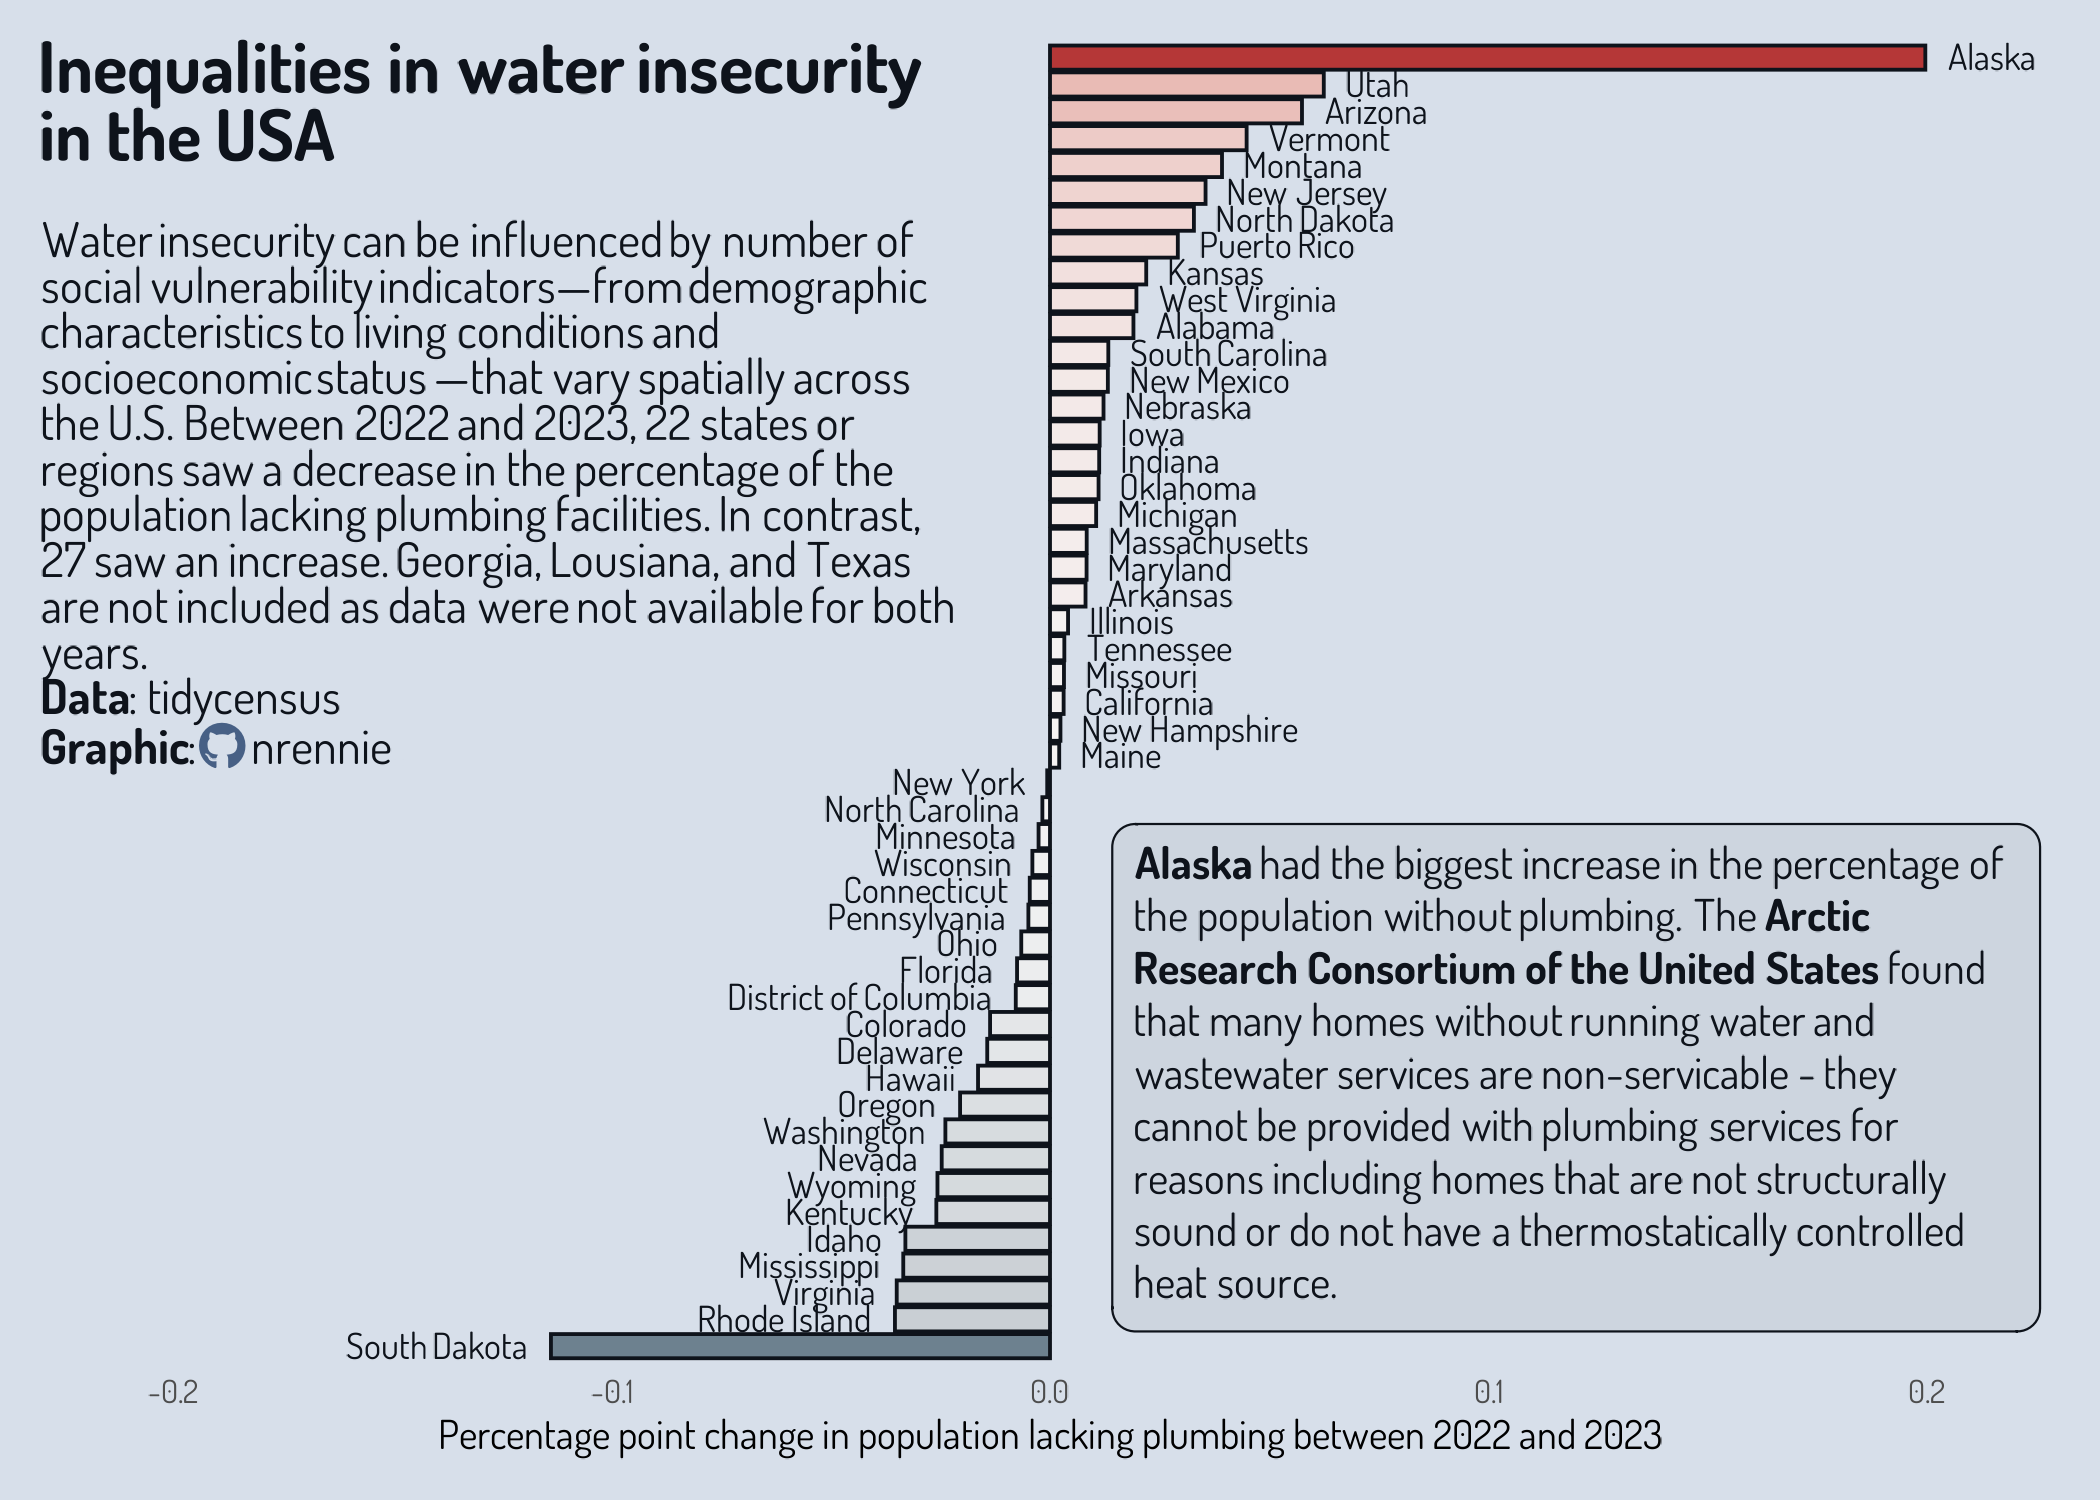 Inequalities in water insecurity
in the USA
Water insecurity can be influenced by number of
social vulnerability indicators—from demographic
characteristics to living conditions and
socioeconomic status —that vary spatially across
the U.S. Between 2022 and 2023, 22 states or
regions saw a decrease in the percentage of the
population lacking plumbing facilities. In contrast,
27 saw an increase. Georgia, Lousiana, and Texas
are not included as data were not available for both
years.
Data: tidycensus
Graphic: nrennie
Alaska
Utah
Arizona
Vermont
Montana
New Jersey
North Dakota
Puerto Rico
Kansas
West Virginia
Alabama
South Carolina
New Mexico
Nebraska
Iowa
Indiana
Oklahoma
Michigan
Massachusetts
Maryland
Arkansas
Illinois
Tennessee
Missouri
California
New Hampshire
Maine
New York
North Carolina
Minnesota
Wisconsin
Connecticut
Pennsylvania
Ohio
Florida
District of Columbia
Colorado
Delaware
Hawaii
Oregon
Washington
Nevada
Wyoming
Kentucky
Idaho
Mississippi
Virginia
Rhode Island
South Dakota
Alaska had the biggest increase in the percentage of
the population without plumbing. The Arctic
Research Consortium of the United States found
that many homes without running water and
wastewater services are non-servicable - they
cannot be provided with plumbing services for
reasons including homes that are not structurally
sound or do not have a thermostatically controlled
heat source.
-0.2 -0.1 0.0 0.1 0.2
Percentage point change in population lacking plumbing between 2022 and 2023